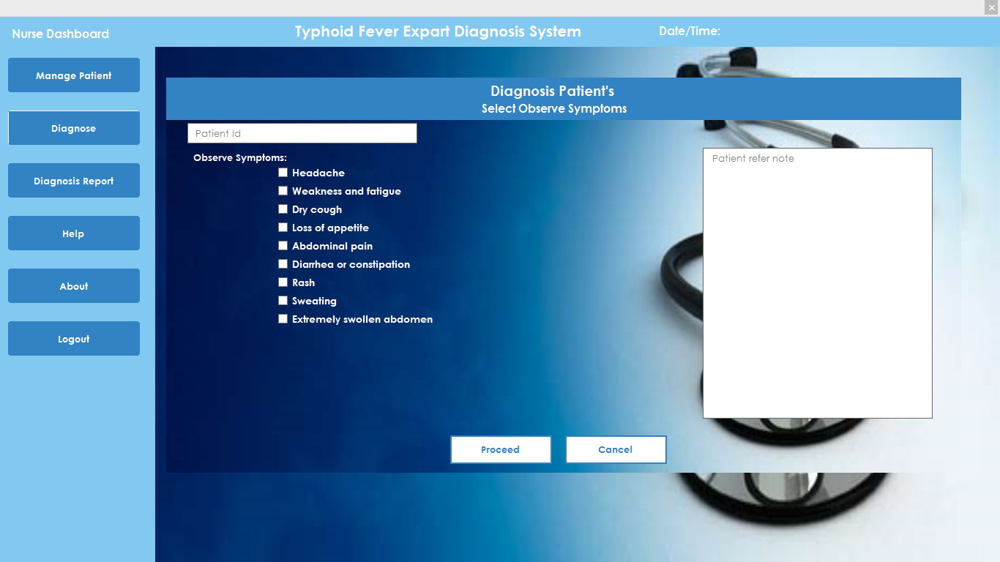 Nurse Dashboard
Typhoid Fever Expart Diagnosis System
Date/Time:
Manage Patient
Diagnose
Diagnosis Report
Help
About
Logout
Diagnosis Patient's
Select Observe Symptoms
Patient Id
Observe Symptoms:
Headache
Weakness and fatigue
Dry cough
Loss of appetite
Abdominal pain
Diarrhea or constipation
Rash
Sweating
Extremely swollen abdomen
Patient refer note
Proceed
Cancel